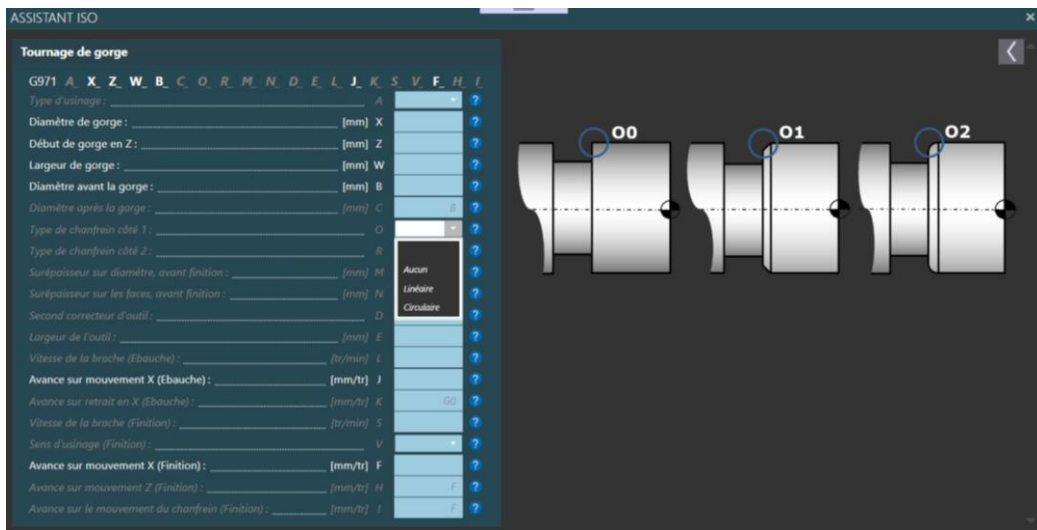 ASSISTANT ISO
Tournage de gorge
G971 A_ X_ Z_ W_ B_ C_ O_ R_ M_ N_ D_ E_ L_ J_ K_ S_ V_ F_ H_ I_
Type d'usinage : A
Diamètre de gorge : [mm] X
Début de gorge en Z : [mm] Z
Largeur de gorge : [mm] W
Diamètre avant la gorge : [mm] B
Diamètre après la gorge : [mm] C B
Type de chanfrein côté 1 : O
Type de chanfrein côté 2 : R
Surépaisseur sur diamètre, avant finition : [mm] M
Surépaisseur sur les faces, avant finition : [mm] N
Second correcteur d'outil : D
Aucun
Linéaire
Circulaire
Largeur de l'outil : [mm] E
Vitesse de la broche (Ebauche) : [tr/min] L
Avance sur mouvement X (Ebauche) : [mm/tr] J
Avance sur retrait en X (Ebauche) : [mm/tr] K G0
Vitesse de la broche (Finition) : [tr/min] S
Sens d'usinage (Finition) : V
Avance sur mouvement X (Finition) : [mm/tr] F
Avance sur mouvement Z (Finition) : [mm/tr] H F
Avance sur le mouvement du chanfrein (Finition) : [mm/tr] I F
O0
O1
O2